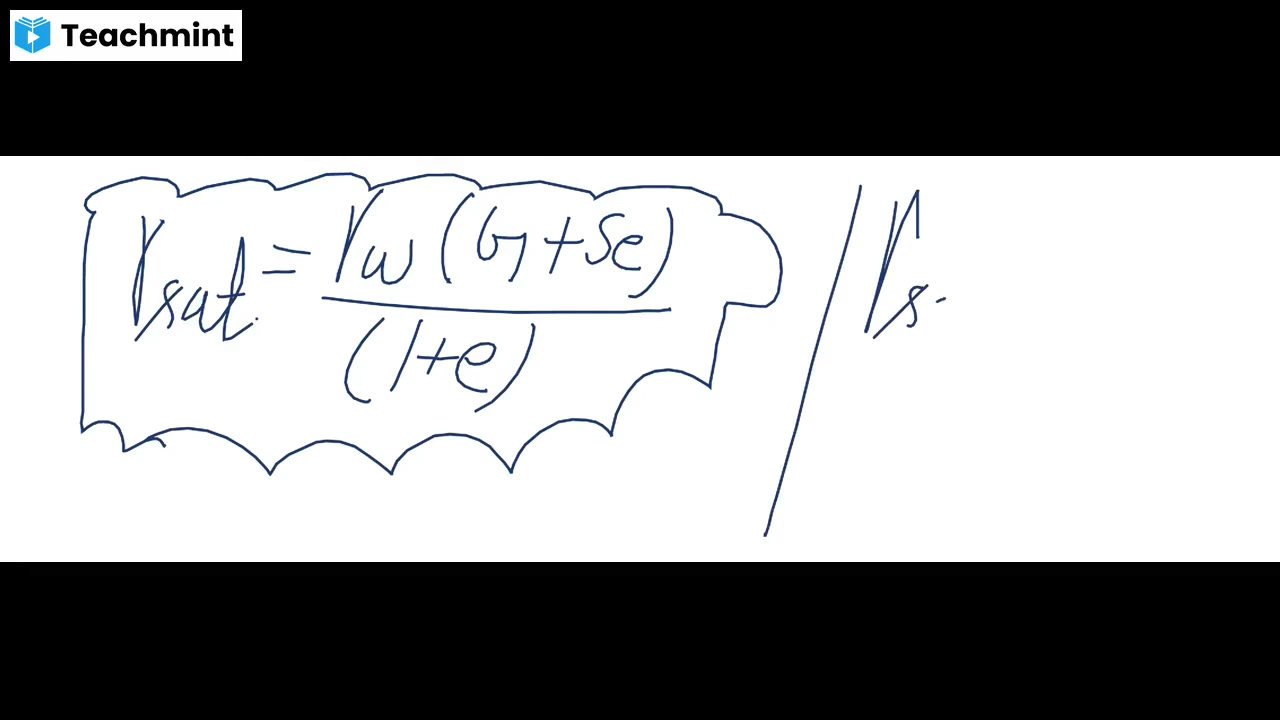 Teachmint
γsat = γw (G+Se)
(1+e)
γs